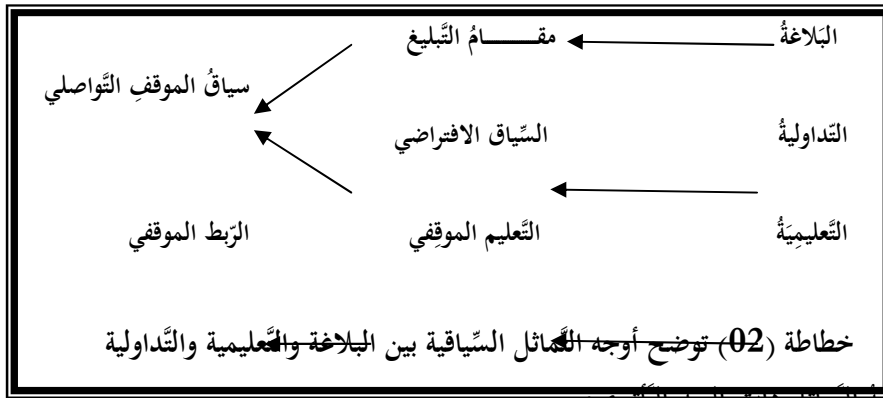 البَلاغةُ مقـــــــامُ التَّبليغ
سياقُ الموقفِ التَّواصلي
التّداوليةُ السِّياق الافتراضي
التَّعليمِيَةُ التَّعليم الموقِفي الرّبط الموقفي
خطاطة (02) توضح أوجه التَّماثل السِّياقية بين البلاغة والتَّعليمية والتَّداولية